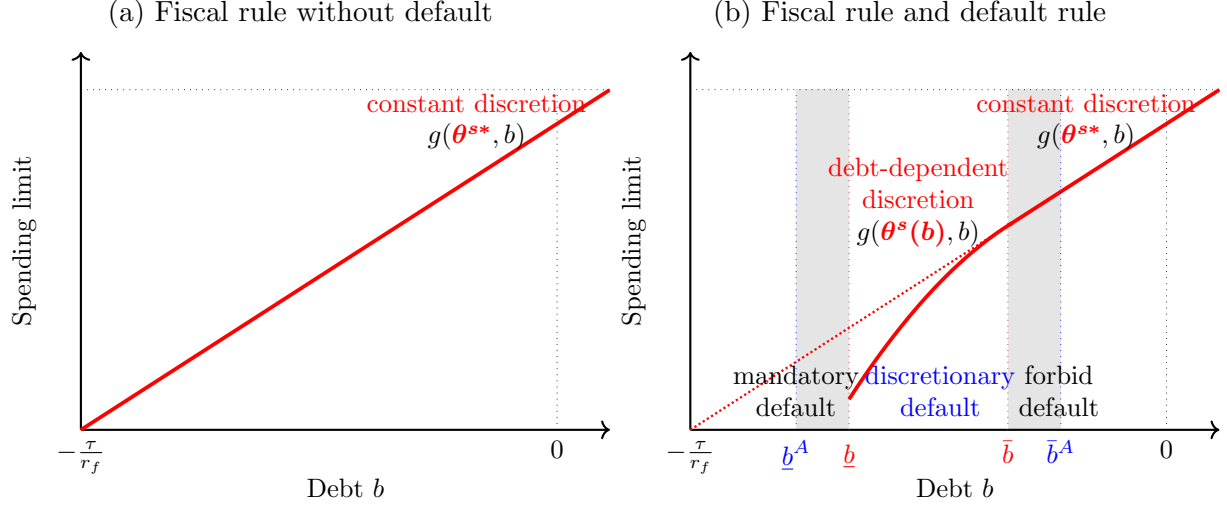 (a) Fiscal rule without default
Spending limit
constant discretion
g(θ^{s*}, b)
−τ/r_f
0
Debt b
(b) Fiscal rule and default rule
Spending limit
constant discretion
g(θ^{s*}, b)
debt-dependent
discretion
g(θ^s(b), b)
mandatory
default
discretionary
default
forbid
default
−τ/r_f
b̲^A
b̲
b̄
b̄^A
0
Debt b